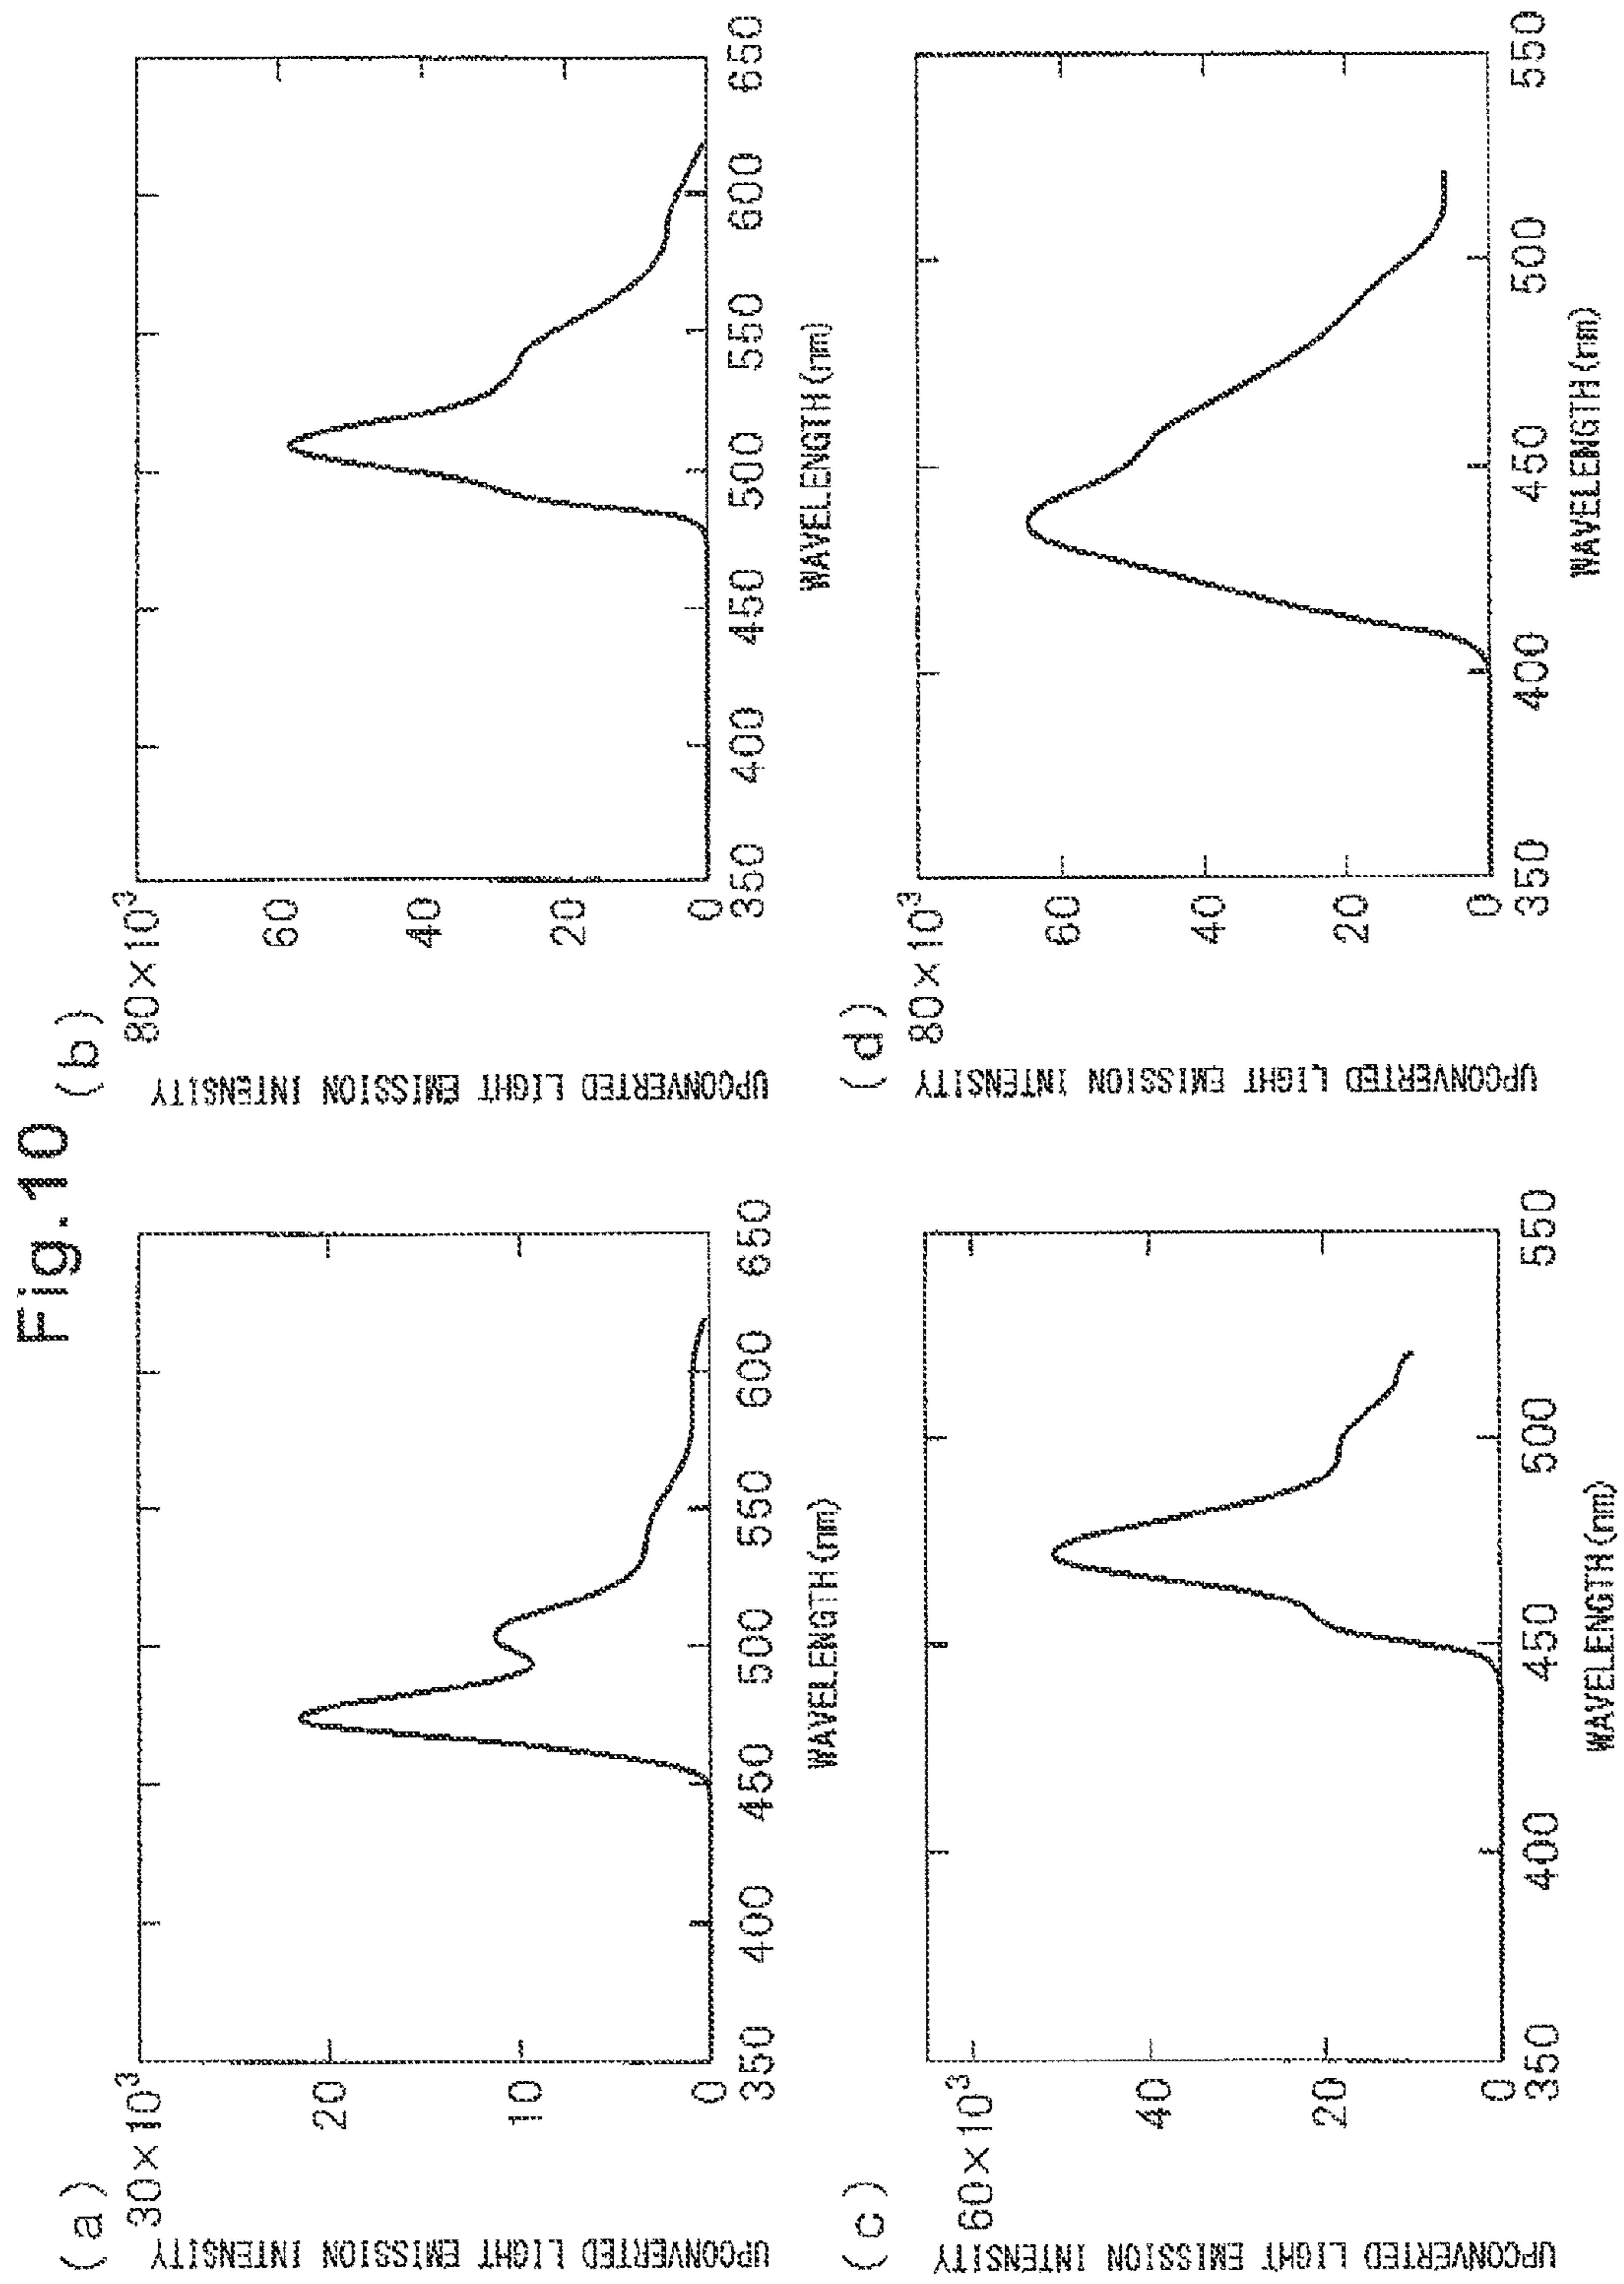 Fig.10
(a)
UPCONVERTED LIGHT EMISSION INTENSITY
30×10³
20
10
0
350 400 450 500 550 600 650
WAVELENGTH(nm)
(b)
UPCONVERTED LIGHT EMISSION INTENSITY
80×10³
60
40
20
0
350 400 450 500 550 600 650
WAVELENGTH(nm)
(c)
UPCONVERTED LIGHT EMISSION INTENSITY
60×10³
40
20
0
350 400 450 500 550
WAVELENGTH(nm)
(d)
UPCONVERTED LIGHT EMISSION INTENSITY
80×10³
60
40
20
0
350 400 450 500 550
WAVELENGTH(nm)